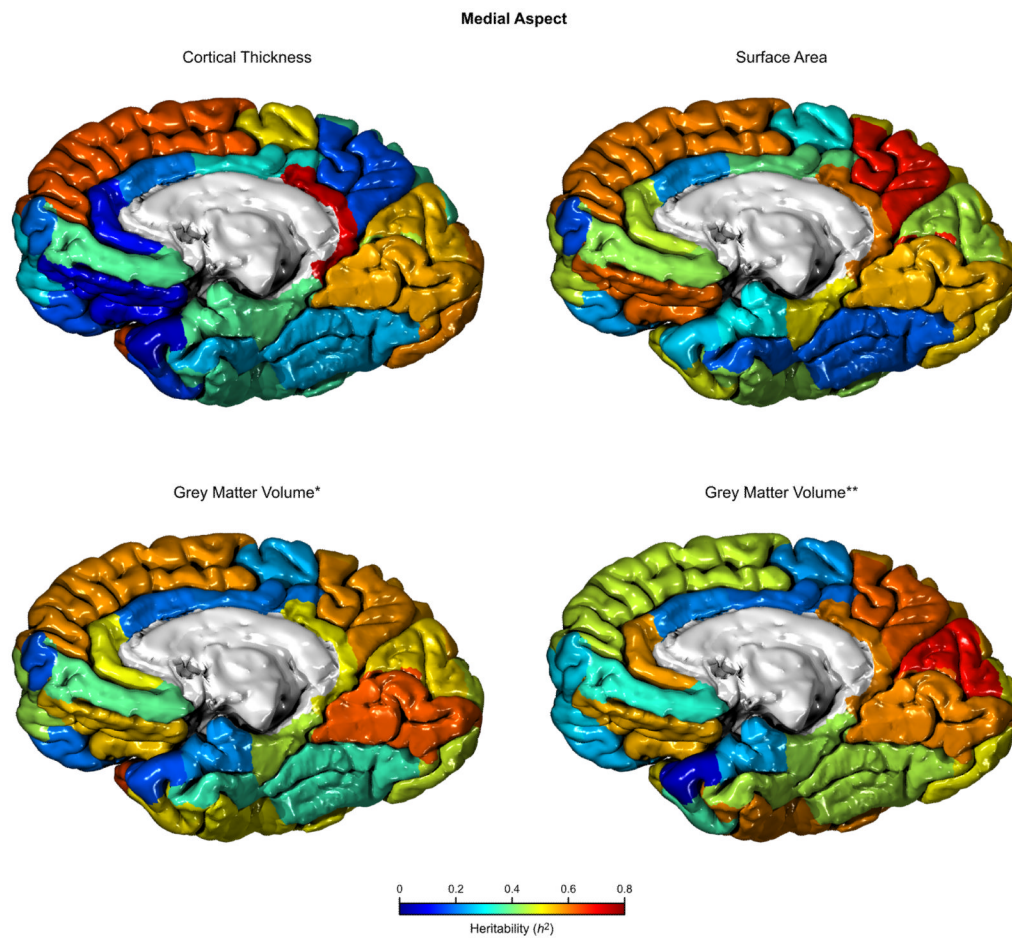 Medial Aspect
Cortical Thickness
Surface Area
Grey Matter Volume*
Grey Matter Volume**
0 0.2 0.4 0.6 0.8
Heritability (h²)